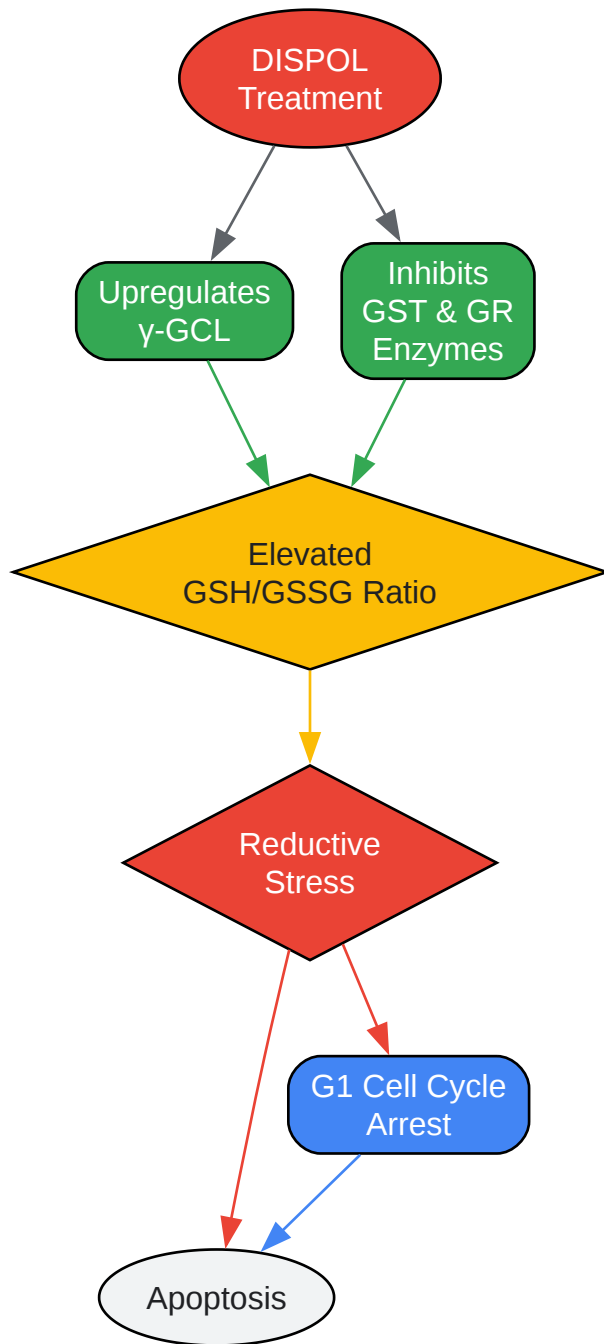 DISPOL
Treatment
Upregulates
γ-GCL
Inhibits
GST & GR
Enzymes
Elevated
GSH/GSSG Ratio
Reductive
Stress
G1 Cell Cycle
Arrest
Apoptosis